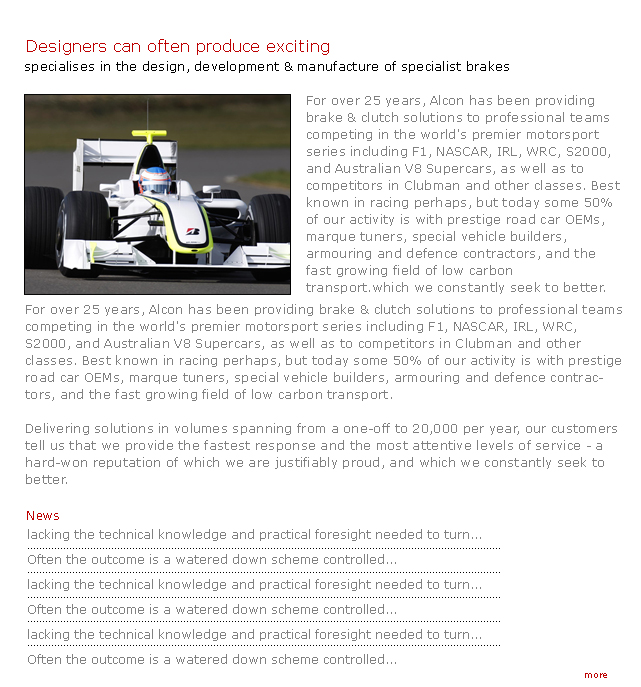 Designers can often produce exciting
specialises in the design, development & manufacture of specialist brakes
For over 25 years, Alcon has been providing
brake & clutch solutions to professional teams
competing in the world's premier motorsport
series including F1, NASCAR, IRL, WRC, S2000,
and Australian V8 Supercars, as well as to
competitors in Clubman and other classes. Best
known in racing perhaps, but today some 50%
of our activity is with prestige road car OEMs,
marque tuners, special vehicle builders,
armouring and defence contractors, and the
fast growing field of low carbon
transport.which we constantly seek to better.
For over 25 years, Alcon has been providing brake & clutch solutions to professional teams
competing in the world's premier motorsport series including F1, NASCAR, IRL, WRC,
S2000, and Australian V8 Supercars, as well as to competitors in Clubman and other
classes. Best known in racing perhaps, but today some 50% of our activity is with prestige
road car OEMs, marque tuners, special vehicle builders, armouring and defence contrac-
tors, and the fast growing field of low carbon transport.
Delivering solutions in volumes spanning from a one-off to 20,000 per year, our customers
tell us that we provide the fastest response and the most attentive levels of service - a
hard-won reputation of which we are justifiably proud, and which we constantly seek to
better.
News
lacking the technical knowledge and practical foresight needed to turn...
Often the outcome is a watered down scheme controlled...
lacking the technical knowledge and practical foresight needed to turn...
Often the outcome is a watered down scheme controlled...
lacking the technical knowledge and practical foresight needed to turn...
Often the outcome is a watered down scheme controlled...
more